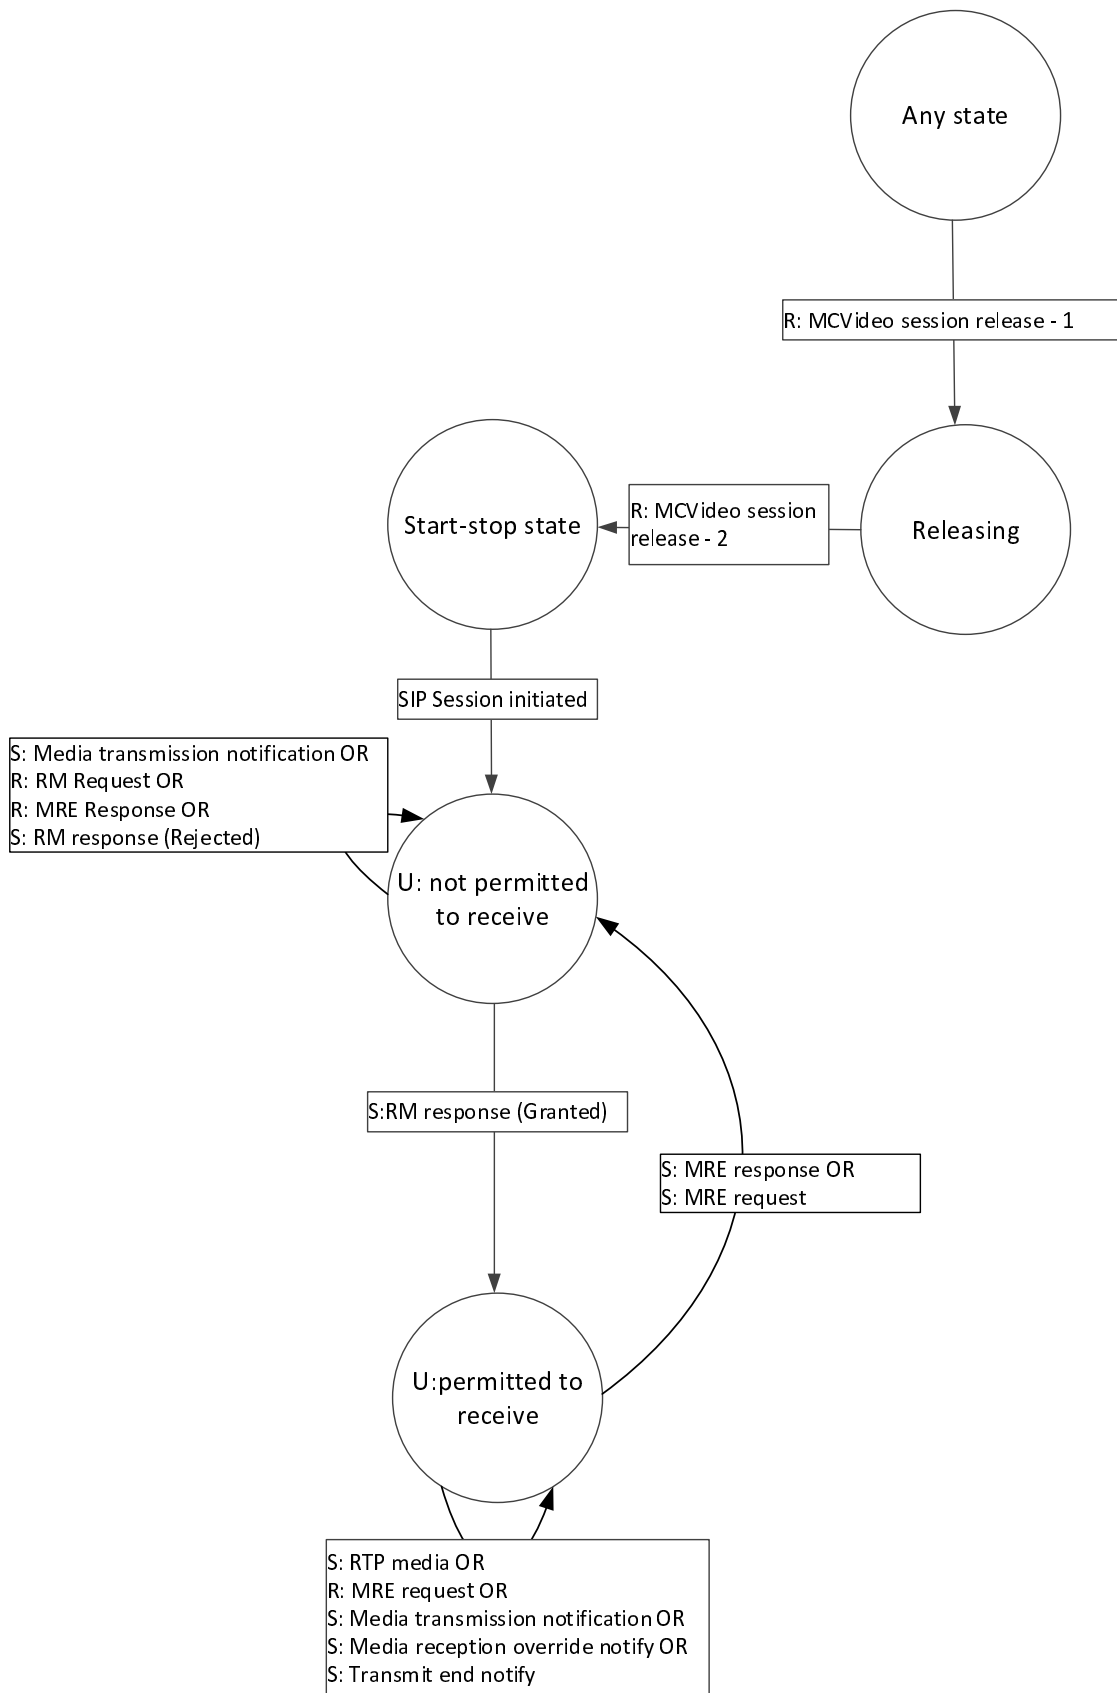 Any state
R: MCVideo session release - 1
Start-stop state
R: MCVideo session
release - 2
Releasing
SIP Session initiated
S: Media transmission notification OR
R: RM Request OR
R: MRE Response OR
S: RM response (Rejected)
U: not permitted
to receive
S:RM response (Granted)
S: MRE response OR
S: MRE request
U:permitted to
receive
S: RTP media OR
R: MRE request OR
S: Media transmission notification OR
S: Media reception override notify OR
S: Transmit end notify